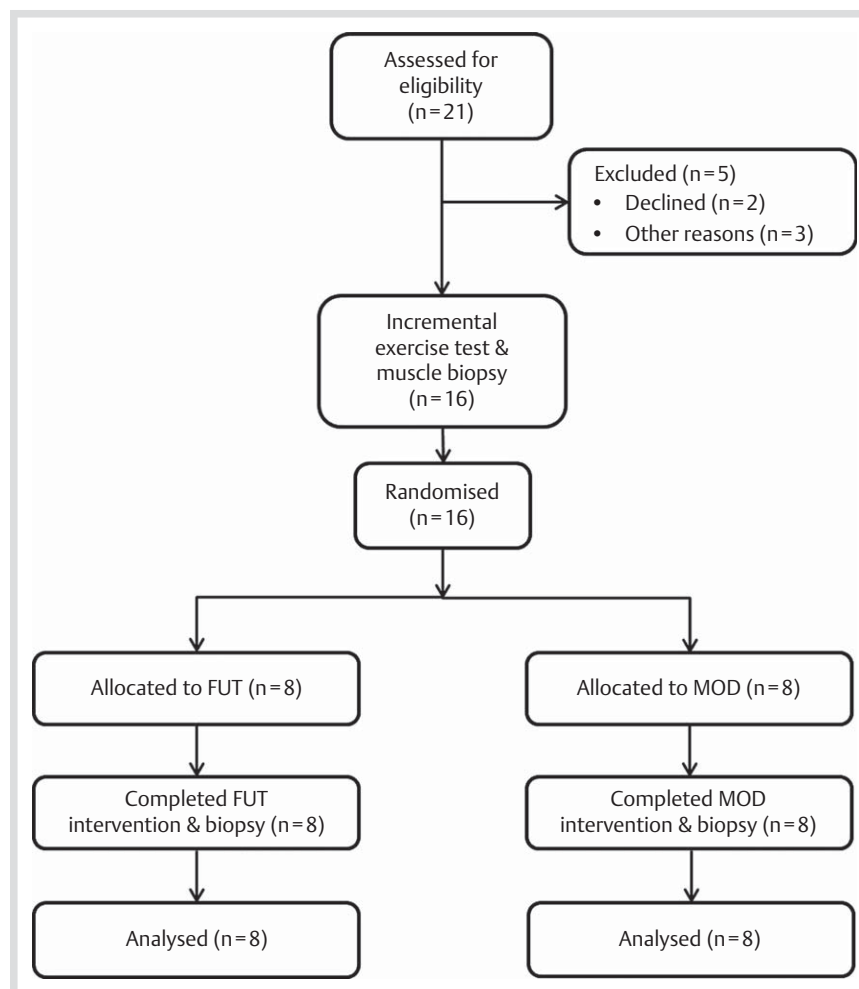 Assessed for
eligibility
(n=21)
Excluded (n=5)
• Declined (n=2)
• Other reasons (n=3)
Incremental
exercise test &
muscle biopsy
(n=16)
Randomised
(n=16)
Allocated to FUT (n=8)
Allocated to MOD (n=8)
Completed FUT
intervention & biopsy (n=8)
Completed MOD
intervention & biopsy (n=8)
Analysed (n=8)
Analysed (n=8)